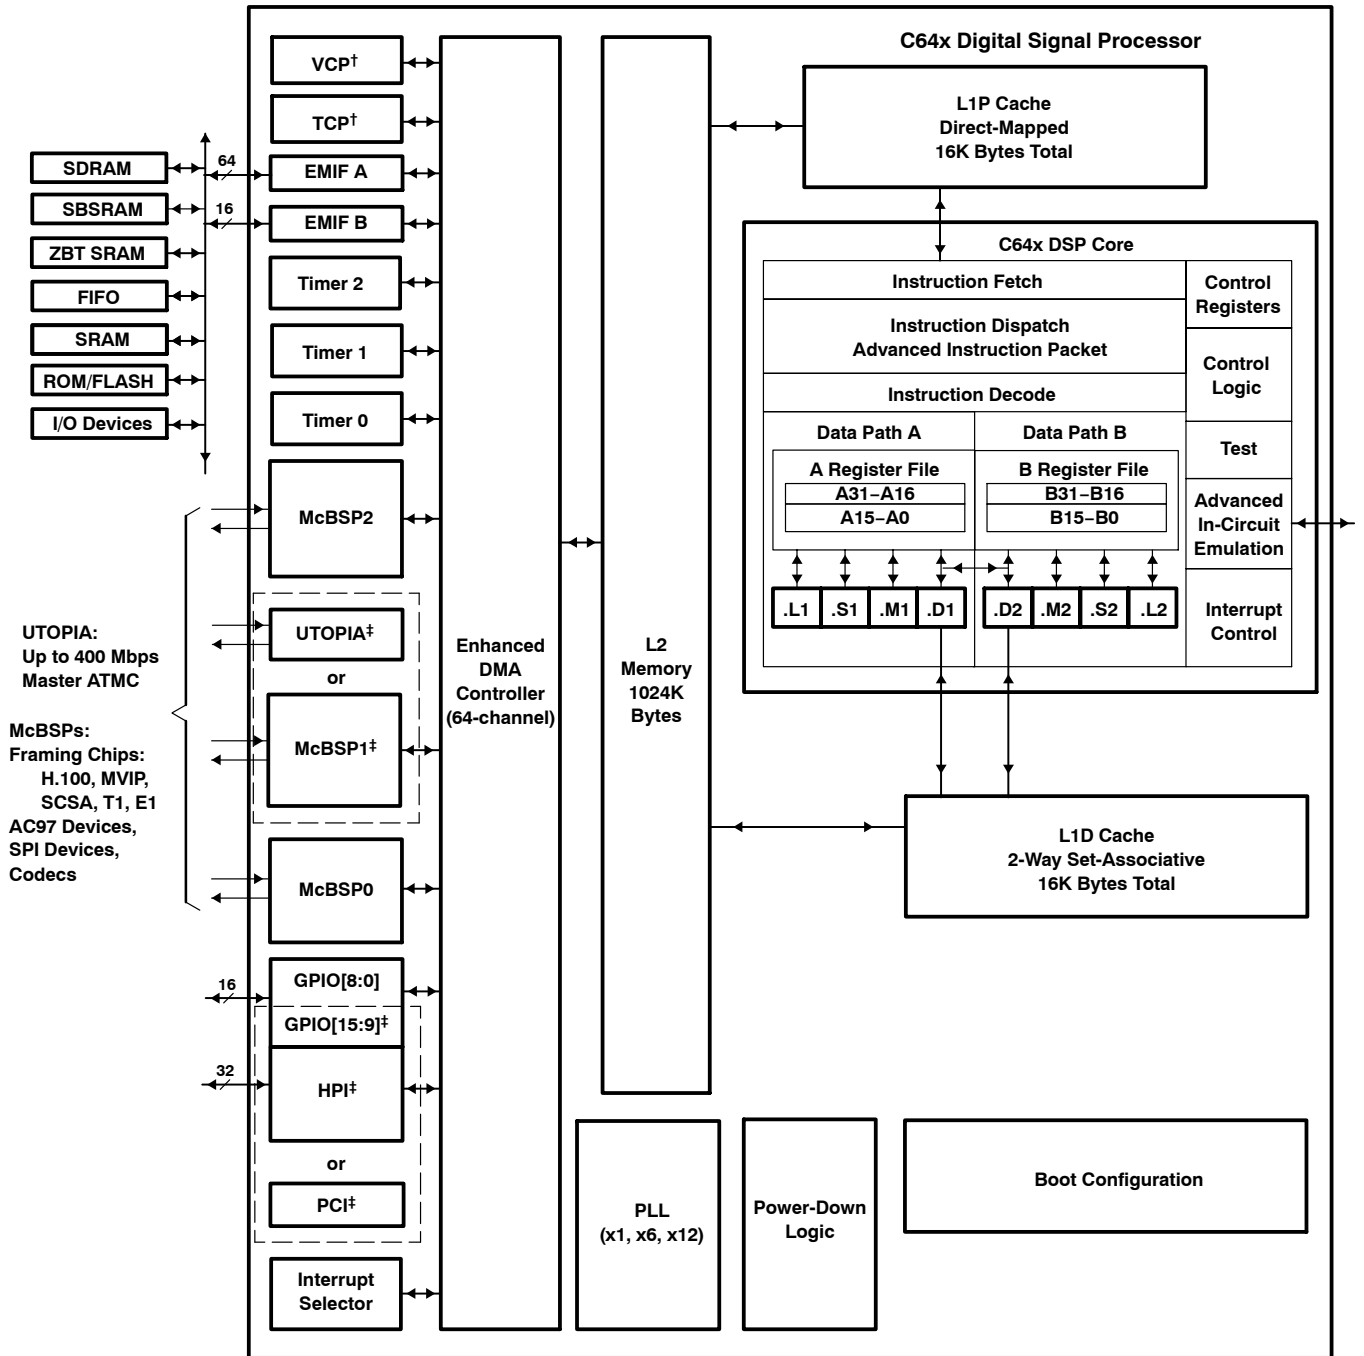 C64x Digital Signal Processor
VCP†
TCP†
EMIF A
EMIF B
Timer 2
Timer 1
Timer 0
McBSP2
UTOPIA‡
or
McBSP1‡
McBSP0
GPIO[8:0]
GPIO[15:9]‡
HPI‡
or
PCI‡
Interrupt
Selector
64
16
16
32
SDRAM
SBSRAM
ZBT SRAM
FIFO
SRAM
ROM/FLASH
I/O Devices
UTOPIA:
Up to 400 Mbps
Master ATMC
McBSPs:
Framing Chips:
H.100, MVIP,
SCSA, T1, E1
AC97 Devices,
SPI Devices,
Codecs
Enhanced
DMA
Controller
(64-channel)
L2
Memory
1024K
Bytes
L1P Cache
Direct-Mapped
16K Bytes Total
C64x DSP Core
Instruction Fetch
Instruction Dispatch
Advanced Instruction Packet
Instruction Decode
Data Path A
Data Path B
A Register File
A31–A16
A15–A0
B Register File
B31–B16
B15–B0
.L1
.S1
.M1
.D1
.D2
.M2
.S2
.L2
Control
Registers
Control
Logic
Test
Advanced
In-Circuit
Emulation
Interrupt
Control
L1D Cache
2-Way Set-Associative
16K Bytes Total
PLL
(x1, x6, x12)
Power-Down
Logic
Boot Configuration